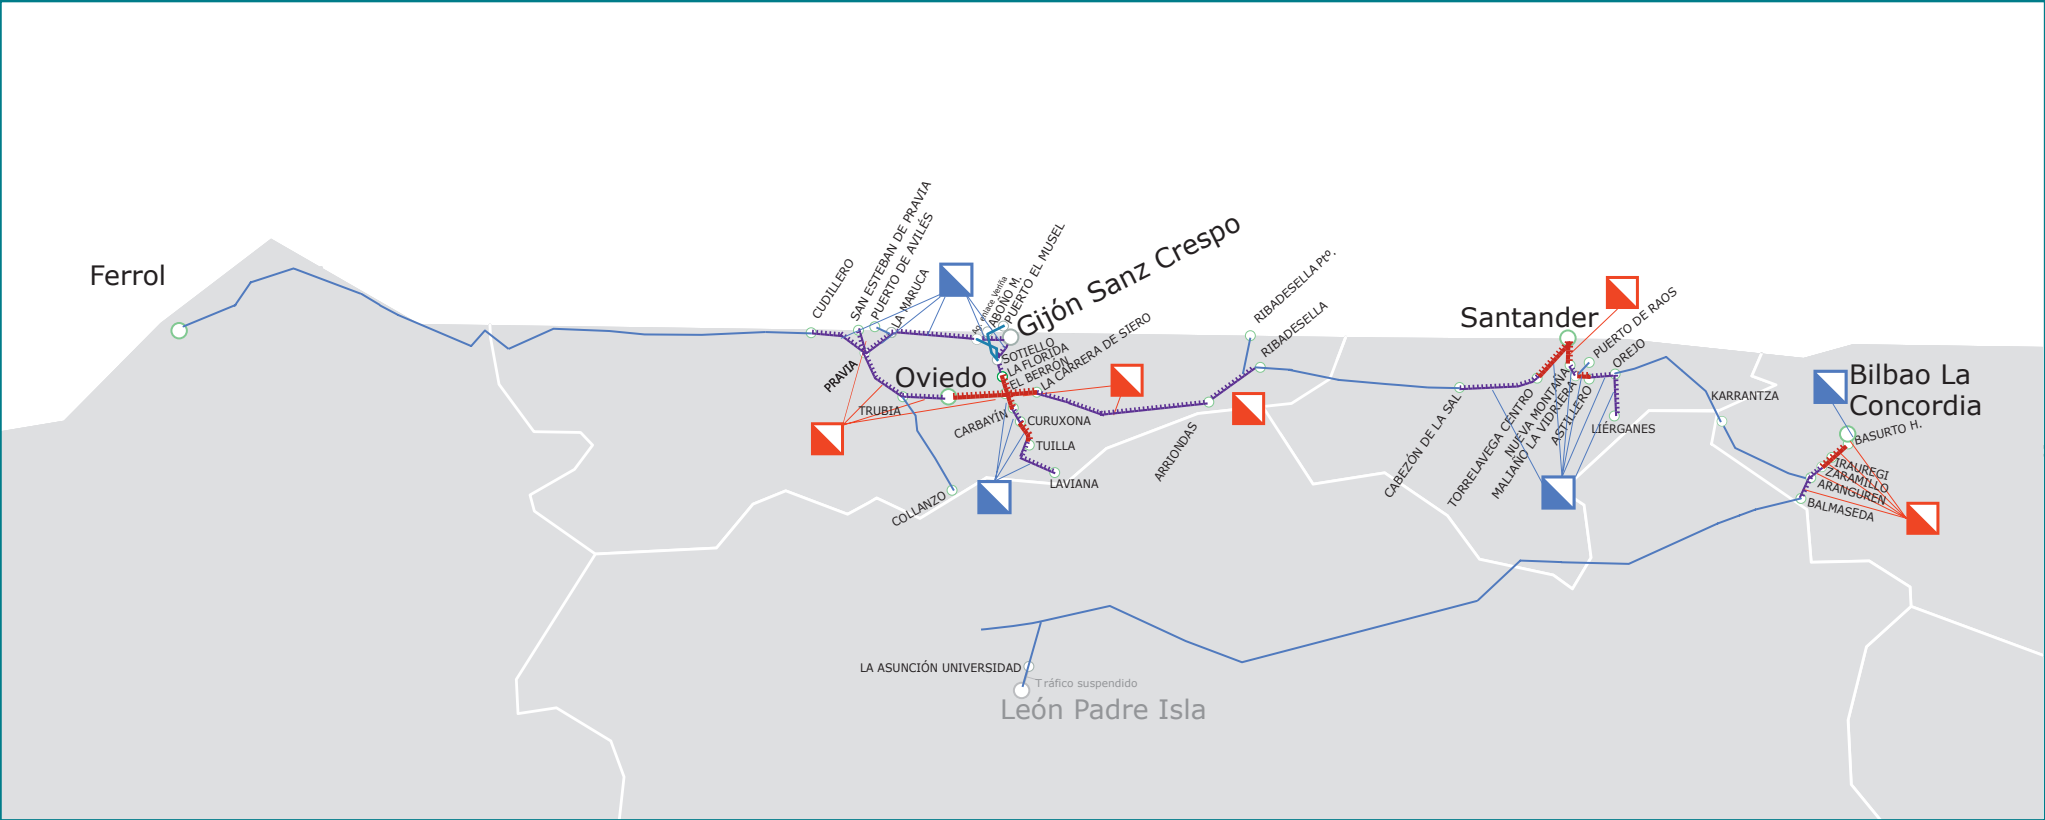 Ferrol
CUDILLERO
SAN ESTEBAN DE PRAVIA
PUERTO DE AVILÉS
LA MARUCA
Ag. enlace Veriña
ABOÑO M.
PUERTO EL MUSEL
Gijón Sanz Crespo
SOTIELLO
LA FLORIDA
EL BERRÓN
LA CARRERA DE SIERO
PRAVIA
Oviedo
TRUBIA
CARBAYÍN
CURUXONA
TUILLA
LAVIANA
COLLANZO
ARRIONDAS
RIBADESELLA Ptº.
RIBADESELLA
Santander
PUERTO DE RAOS
OREJO
CABEZÓN DE LA SAL
TORRELAVEGA CENTRO
NUEVA MONTAÑA
MALIAÑO LA VIDRIERA
ASTILLERO
LIÉRGANES
KARRANTZA
Bilbao La
Concordia
BASURTO H.
IRAUREGI
ZARAMILLO
ARANGUREN
BALMASEDA
LA ASUNCIÓN UNIVERSIDAD
Tráfico suspendido
León Padre Isla